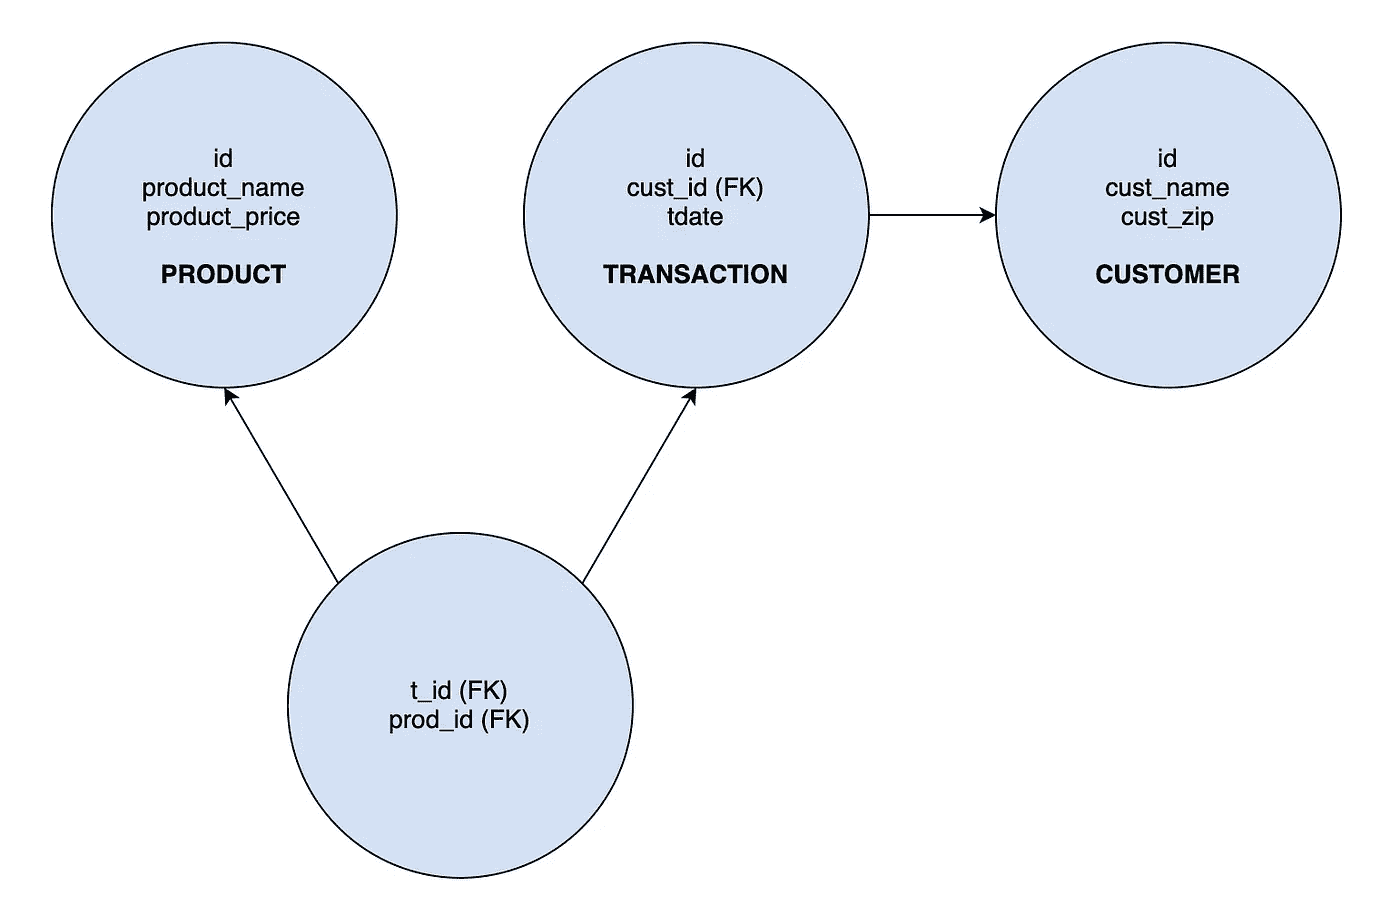 id
product_name
product_price
PRODUCT
id
cust_id (FK)
tdate
TRANSACTION
id
cust_name
cust_zip
CUSTOMER
t_id (FK)
prod_id (FK)